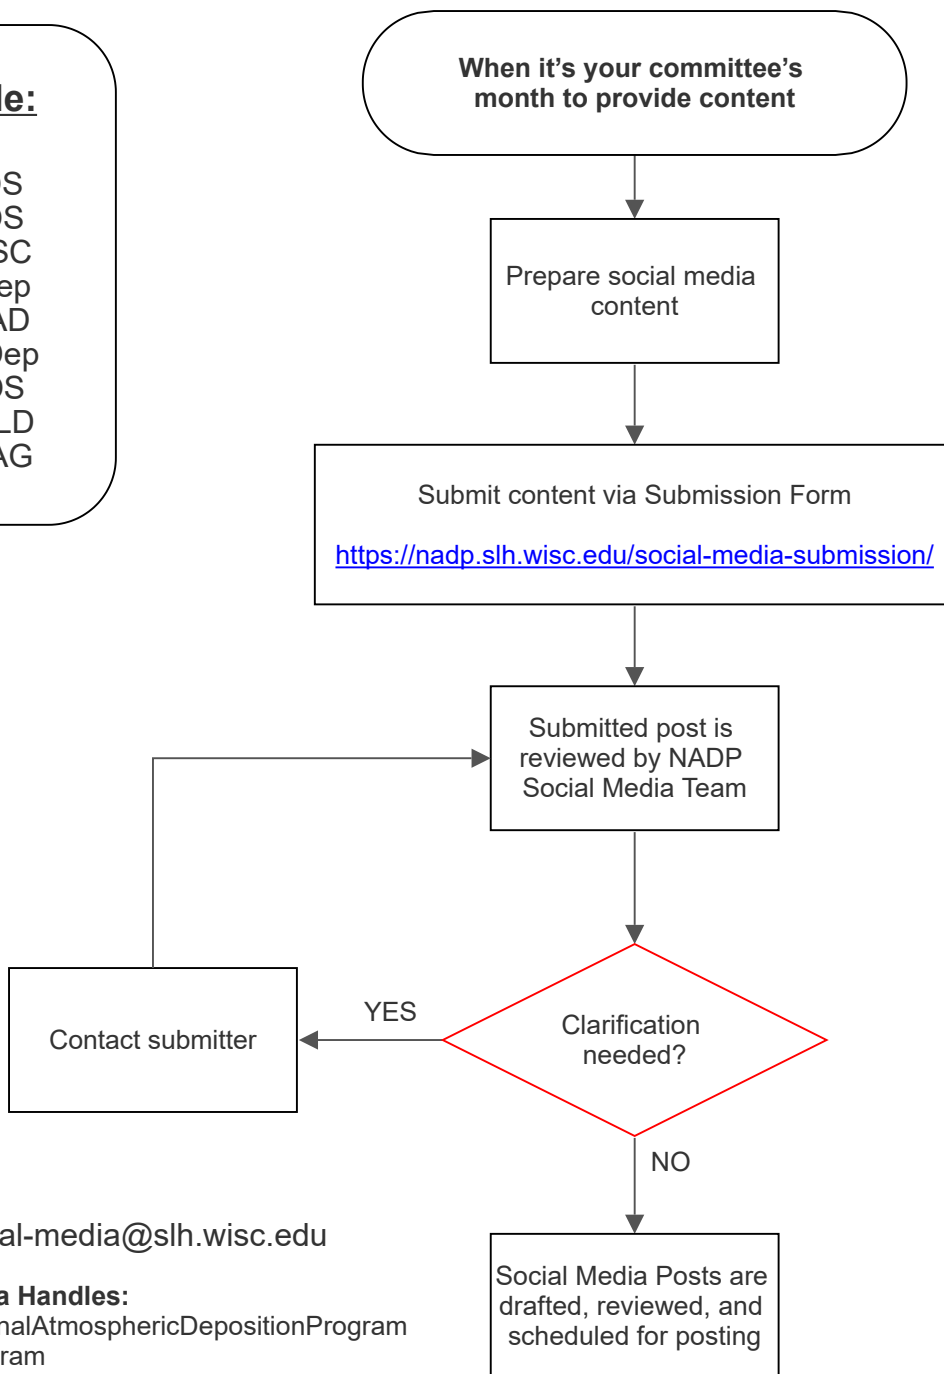 When it's your committee's
month to provide content
Prepare social media
content
Submit content via Submission Form
https://nadp.slh.wisc.edu/social-media-submission/
Submitted post is
reviewed by NADP
Social Media Team
Clarification
needed?
YES
Contact submitter
NO
Social Media Posts are
drafted, reviewed, and
scheduled for posting
le:
OS
OS
SC
ep
AD
Dep
OS
LD
AG
al-media@slh.wisc.edu
a Handles:
nalAtmosphericDepositionProgram
ram